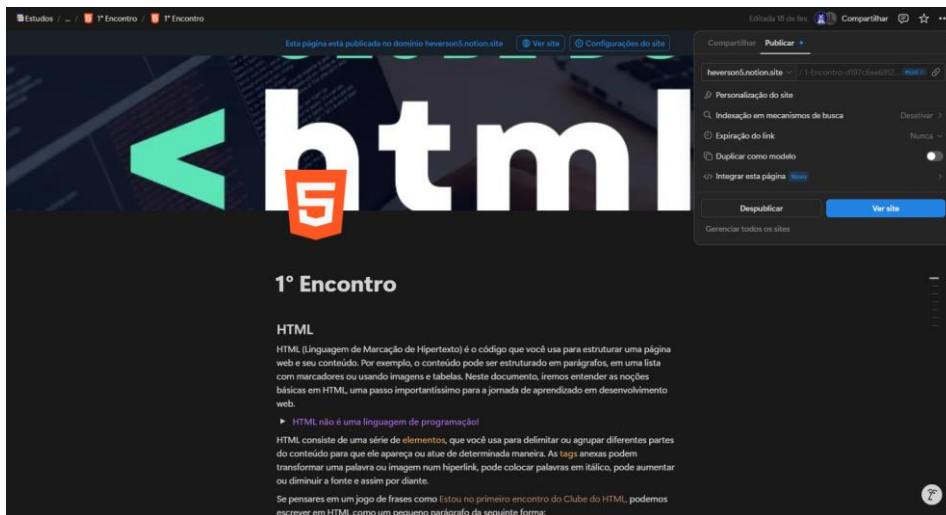 Estudos / ... / 1° Encontro / 1° Encontro
Editada 18 de fev. Compartilhar
Esta página está publicada no domínio heverson5.notion.site Ver site Configurações do site
Compartilhar Publicar
heverson5.notion.site
Personalização do site
Indexação em mecanismos de busca Desativar
Expiração do link Nunca
Duplicar como modelo
Integrar esta página Novo
Despublicar Ver site
Gerenciar todos os sites
<html
5
1° Encontro
HTML
HTML (Linguagem de Marcação de Hipertexto) é o código que você usa para estruturar uma página
web e seu conteúdo. Por exemplo, o conteúdo pode ser estruturado em parágrafos, em uma lista
com marcadores ou usando imagens e tabelas. Neste documento, iremos entender as noções
básicas em HTML, uma passo importantíssimo para a jornada de aprendizado em desenvolvimento
web.
HTML não é uma linguagem de programação!
HTML consiste de uma série de elementos, que você usa para delimitar ou agrupar diferentes partes
do conteúdo para que ele apareça ou atue de determinada maneira. As tags anexas podem
transformar uma palavra ou imagem num hiperlink, pode colocar palavras em itálico, pode aumentar
ou diminuir a fonte e assim por diante.
Se pensares em um jogo de frases como Estou no primeiro encontro do Clube do HTML, podemos
escrever em HTML como um pequeno parágrafo da seguinte forma: